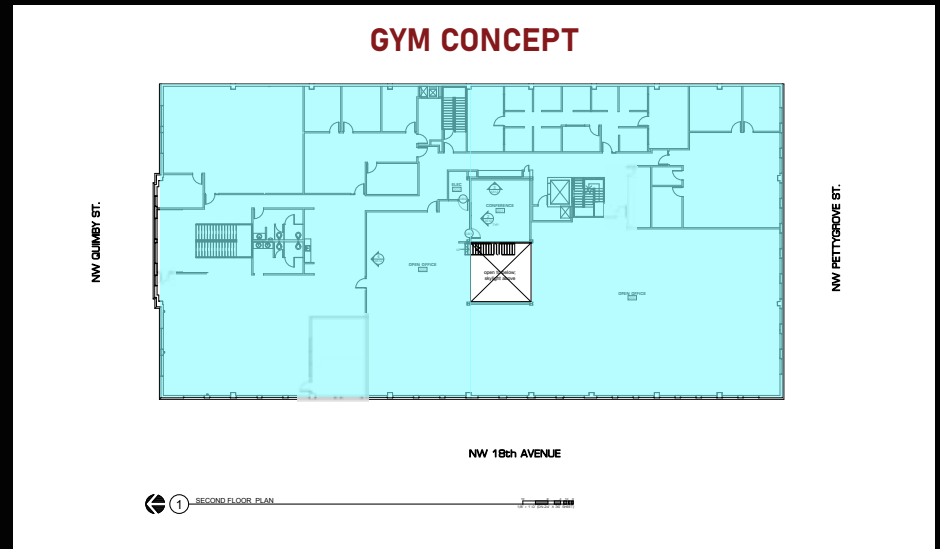 GYM CONCEPT
ELEC
CONFERENCE
NW QUIMBY ST.
NW PETTYGROVE ST.
OPEN OFFICE
open to below:
skylight above
OPEN OFFICE
NW 18th AVENUE
1
SECOND FLOOR PLAN